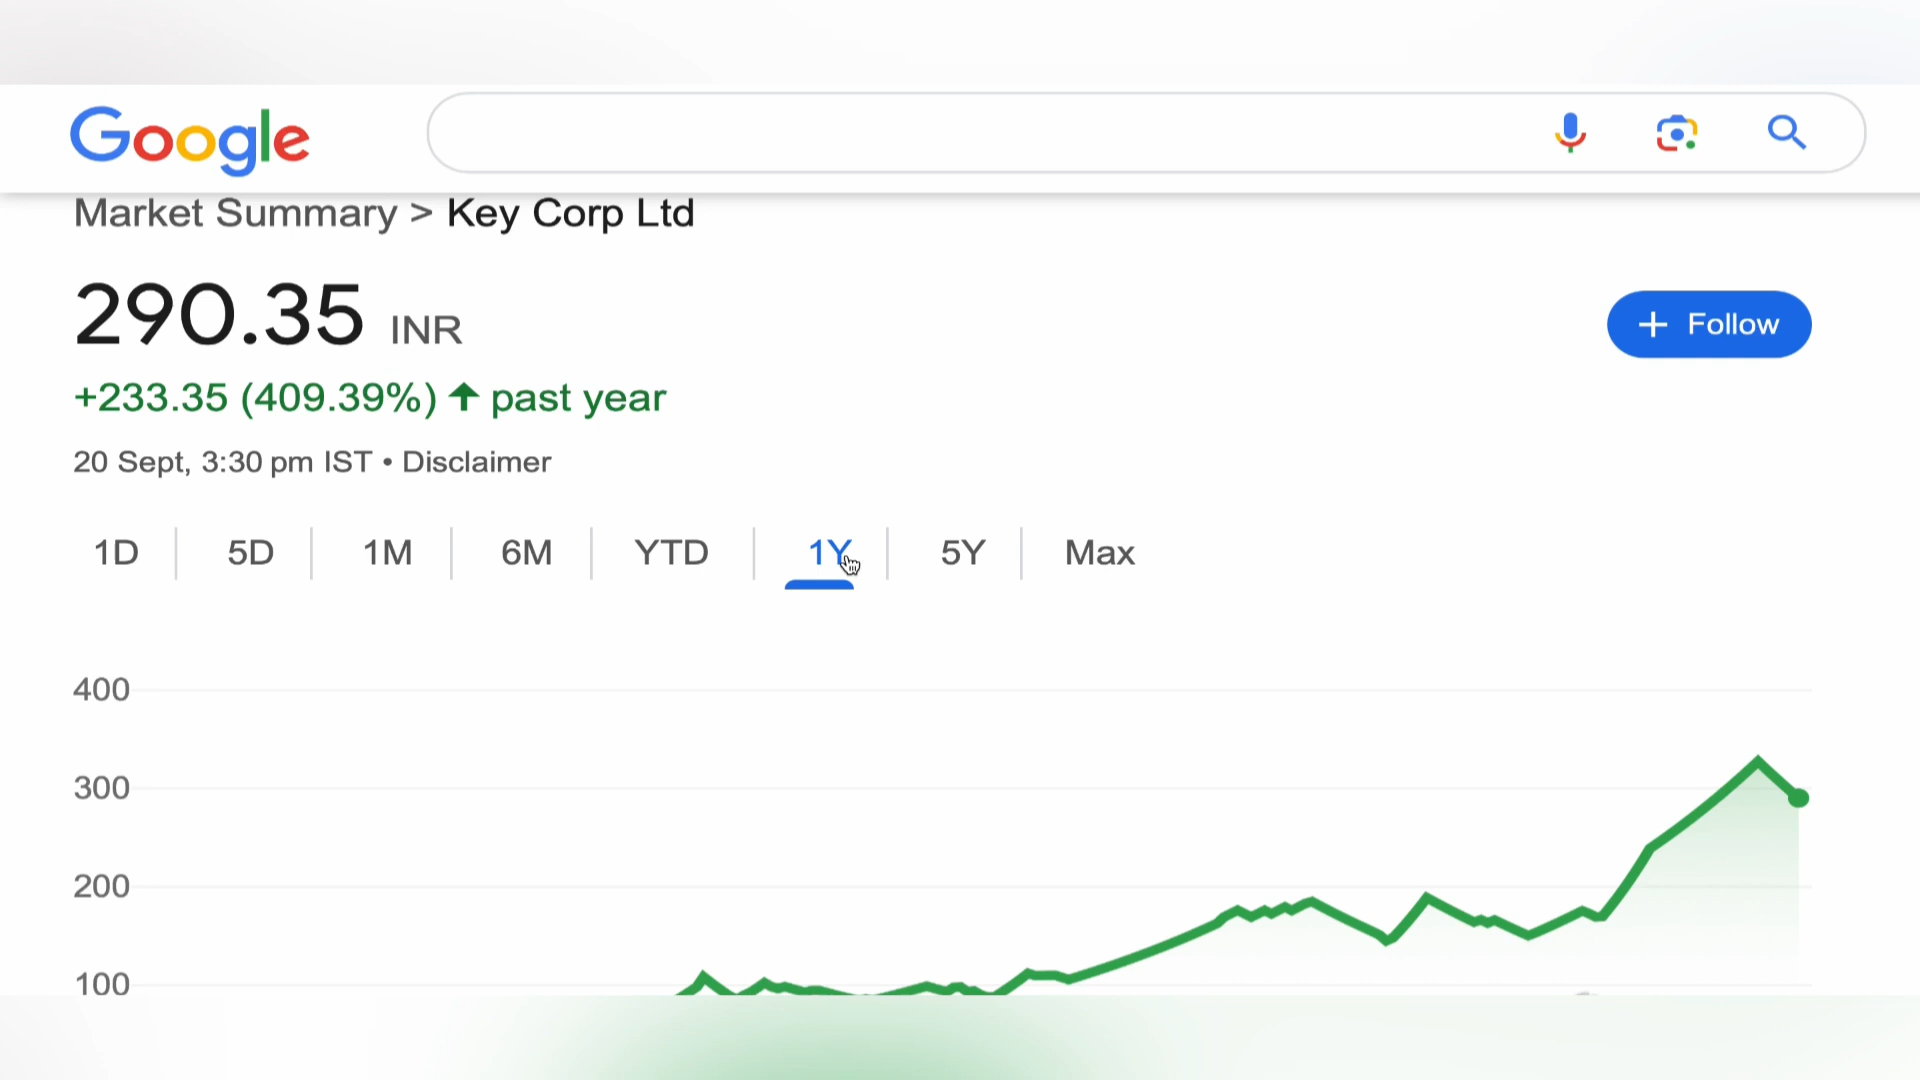 Google
Market Summary > Key Corp Ltd
290.35 INR
+ Follow
+233.35 (409.39%) ↑ past year
20 Sept, 3:30 pm IST • Disclaimer
1D 5D 1M 6M YTD 1Y 5Y Max
400
300
200
100